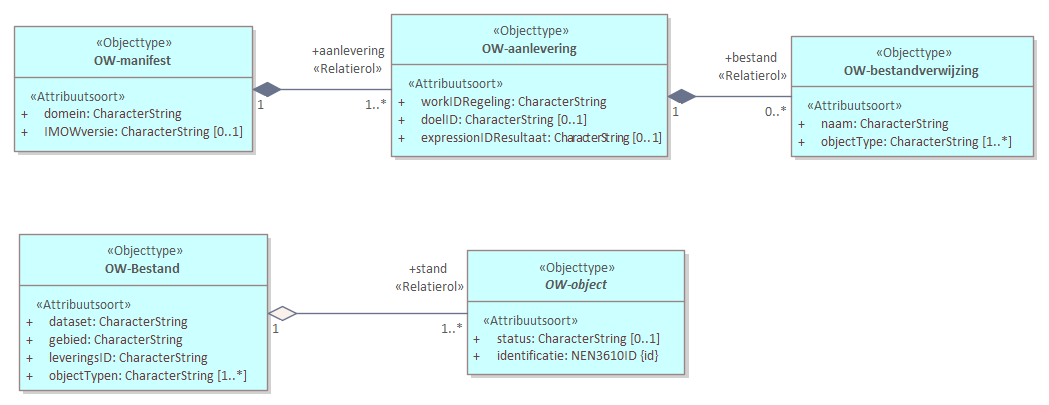 «Objecttype»
OW-manifest
«Attribuutsoort»
+ domein: CharacterString
+ IMOWversie: CharacterString [0..1]
1
+aanlevering
«Relatierol»
1..*
«Objecttype»
OW-aanlevering
«Attribuutsoort»
+ workIDRegeling: CharacterString
+ doelID: CharacterString [0..1]
+ expressionIDResultaat: CharacterString [0..1]
1
+bestand
«Relatierol»
0..*
«Objecttype»
OW-bestandverwijzing
«Attribuutsoort»
+ naam: CharacterString
+ objectType: CharacterString [1..*]
«Objecttype»
OW-Bestand
«Attribuutsoort»
+ dataset: CharacterString
+ gebied: CharacterString
+ leveringsID: CharacterString
+ objectTypen: CharacterString [1..*]
1
+stand
«Relatierol»
1..*
«Objecttype»
OW-object
«Attribuutsoort»
+ status: CharacterString [0..1]
+ identificatie: NEN3610ID {id}